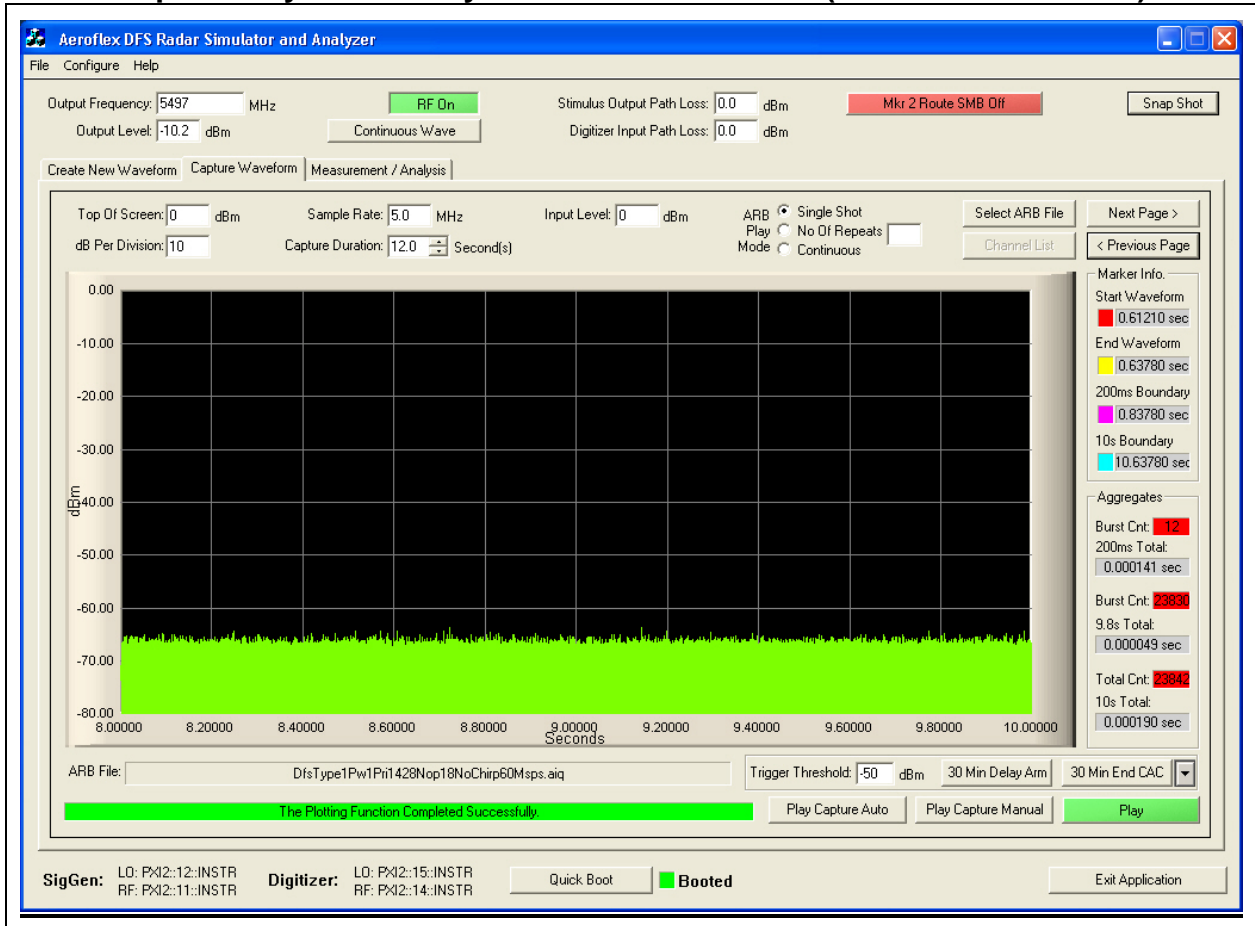 Aeroflex DFS Radar Simulator and Analyzer
File Configure Help
Output Frequency: 5497 MHz RF On Stimulus Output Path Loss: 0.0 dBm Mkr 2 Route SMB Off Snap Shot
Output Level: -10.2 dBm Continuous Wave Digitizer Input Path Loss: 0.0 dBm
Create New Waveform Capture Waveform Measurement / Analysis
Top Of Screen: 0 dBm Sample Rate: 5.0 MHz Input Level: 0 dBm ARB Play Mode Single Shot Select ARB File Next Page >
No Of Repeats
dB Per Division: 10 Capture Duration: 12.0 Second(s) Continuous Channel List < Previous Page
Marker Info.
Start Waveform
0.61210 sec
End Waveform
0.63780 sec
200ms Boundary
0.83780 sec
10s Boundary
10.63780 sec
Aggregates
Burst Cnt: 12
200ms Total:
0.000141 sec
Burst Cnt: 23830
9.8s Total:
0.000049 sec
Total Cnt: 23842
10s Total:
0.000190 sec
0.00
-10.00
-20.00
-30.00
-40.00
-50.00
-60.00
-70.00
-80.00
dBm
8.00000 8.20000 8.40000 8.60000 8.80000 9.00000 9.20000 9.40000 9.60000 9.80000 10.00000
Seconds
ARB File: DfsType1Pw1Pri1428Nop18NoChirp60Msps.aiq Trigger Threshold: -50 dBm 30 Min Delay Arm 30 Min End CAC
The Plotting Function Completed Successfully. Play Capture Auto Play Capture Manual Play
SigGen: LO: PXI2::12::INSTR Digitizer: LO: PXI2::15::INSTR Quick Boot Booted Exit Application
RF: PXI2::11::INSTR RF: PXI2::14::INSTR